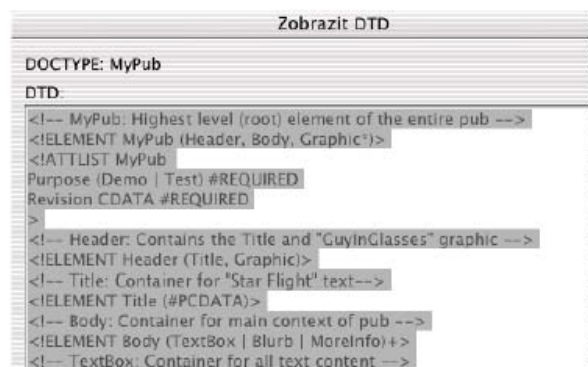 Zobrazit DTD
DOCTYPE: MyPub
DTD:
<!-- MyPub: Highest level (root) element of the entire pub -->
<!ELEMENT MyPub (Header, Body, Graphic*)>
<!ATTLIST MyPub
Purpose (Demo | Test) #REQUIRED
Revision CDATA #REQUIRED
>
<!-- Header: Contains the Title and "GuyInGlasses" graphic -->
<!ELEMENT Header (Title, Graphic)>
<!-- Title: Container for "Star Flight" text-->
<!ELEMENT Title (#PCDATA)>
<!-- Body: Container for main context of pub -->
<!ELEMENT Body (TextBox | Blurb | MoreInfo)+>
<!-- TextBox: Container for all text content -->